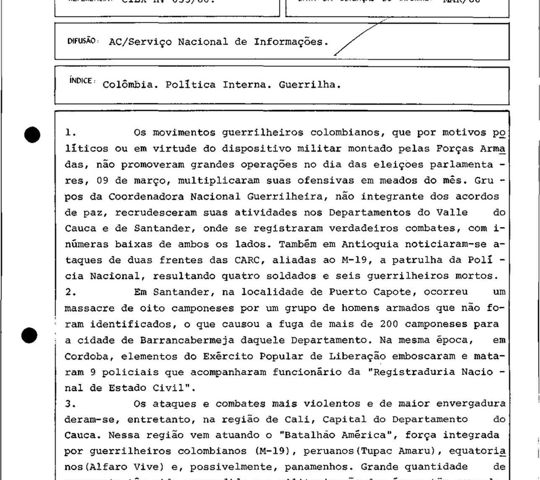 CIEX Nº 055/86.
MAR/86
DIFUSÃO: AC/Serviço Nacional de Informações.
ÍNDICE: Colômbia. Política Interna. Guerrilha.
1. Os movimentos guerrilheiros colombianos, que por motivos po
líticos ou em virtude do dispositivo militar montado pelas Forças Arma
das, não promoveram grandes operações no dia das eleições parlamenta -
res, 09 de março, multiplicaram suas ofensivas em meados do mês. Gru -
pos da Coordenadora Nacional Guerrilheira, não integrante dos acordos
de paz, recrudesceram suas atividades nos Departamentos do Valle do
Cauca e de Santander, onde se registraram verdadeiros combates, com i-
números baixas de ambos os lados. Também em Antioquia noticiaram-se a-
taques de duas frentes das CARC, aliadas ao M-19, a patrulha da Polí -
cia Nacional, resultando quatro soldados e seis guerrilheiros mortos.
2. Em Santander, na localidade de Puerto Capote, ocorreu um
massacre de oito camponeses por um grupo de homens armados que não fo-
ram identificados, o que causou a fuga de mais de 200 camponeses para
a cidade de Barrancabermeja daquele Departamento. Na mesma época, em
Cordoba, elementos do Exército Popular de Liberação emboscaram e mata-
ram 9 policiais que acompanharam funcionário da "Registraduria Nacio -
nal de Estado Civil".
3. Os ataques e combates mais violentos e de maior envergadura
deram-se, entretanto, na região de Cali, Capital do Departamento do
Cauca. Nessa região vem atuando o "Batalhão América", força integrada
por guerrilheiros colombianos (M-19), peruanos(Tupac Amaru), equatoria
nos(Alfaro Vive) e, possivelmente, panamenhos. Grande quantidade de